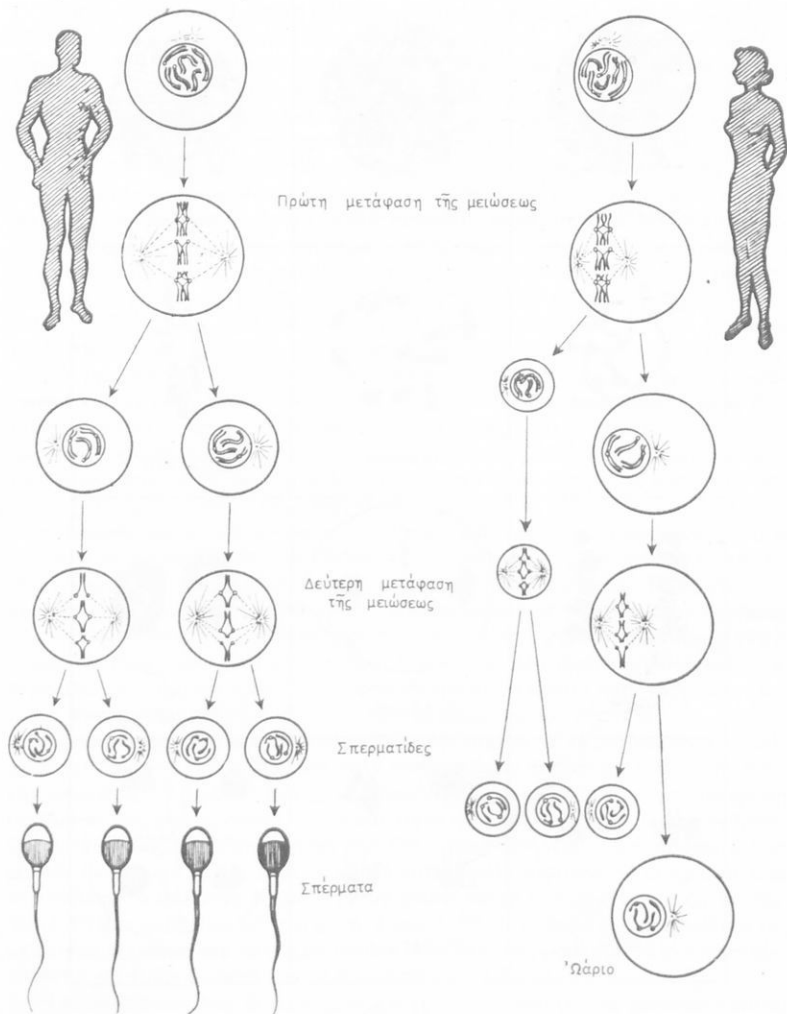 Πρώτη μετάφαση τῆς μειώσεως
Δεύτερη μετάφαση
τῆς μειώσεως
Σπερματίδες
Σπέρματα
Ὠάριο